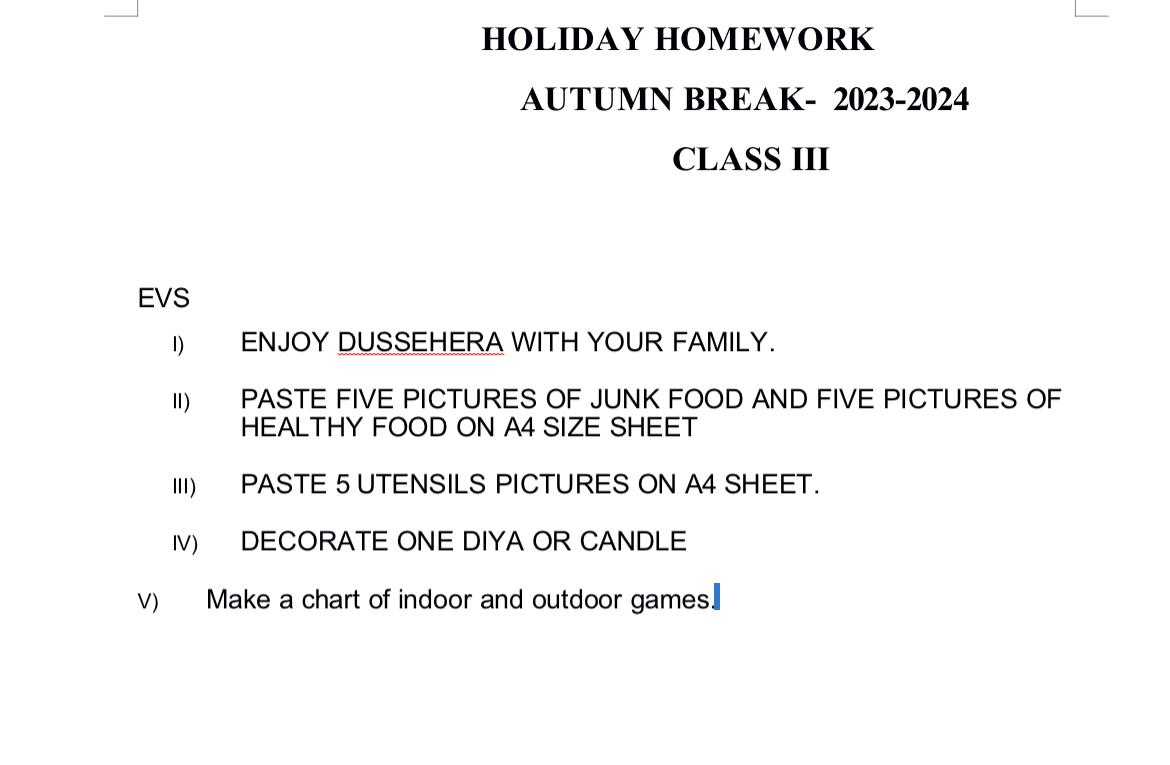 HOLIDAY HOMEWORK
AUTUMN BREAK- 2023-2024
CLASS III
EVS
I) ENJOY DUSSEHERA WITH YOUR FAMILY.
II) PASTE FIVE PICTURES OF JUNK FOOD AND FIVE PICTURES OF
HEALTHY FOOD ON A4 SIZE SHEET
III) PASTE 5 UTENSILS PICTURES ON A4 SHEET.
IV) DECORATE ONE DIYA OR CANDLE
V) Make a chart of indoor and outdoor games.